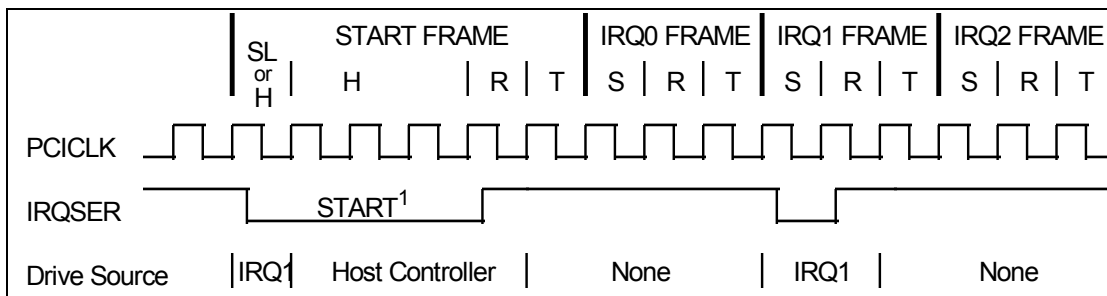 START FRAME IRQ0 FRAME IRQ1 FRAME IRQ2 FRAME
SL
or
H
H R T S R T S R T S R T
PCICLK
IRQSER START¹
Drive Source IRQ1 Host Controller None IRQ1 None